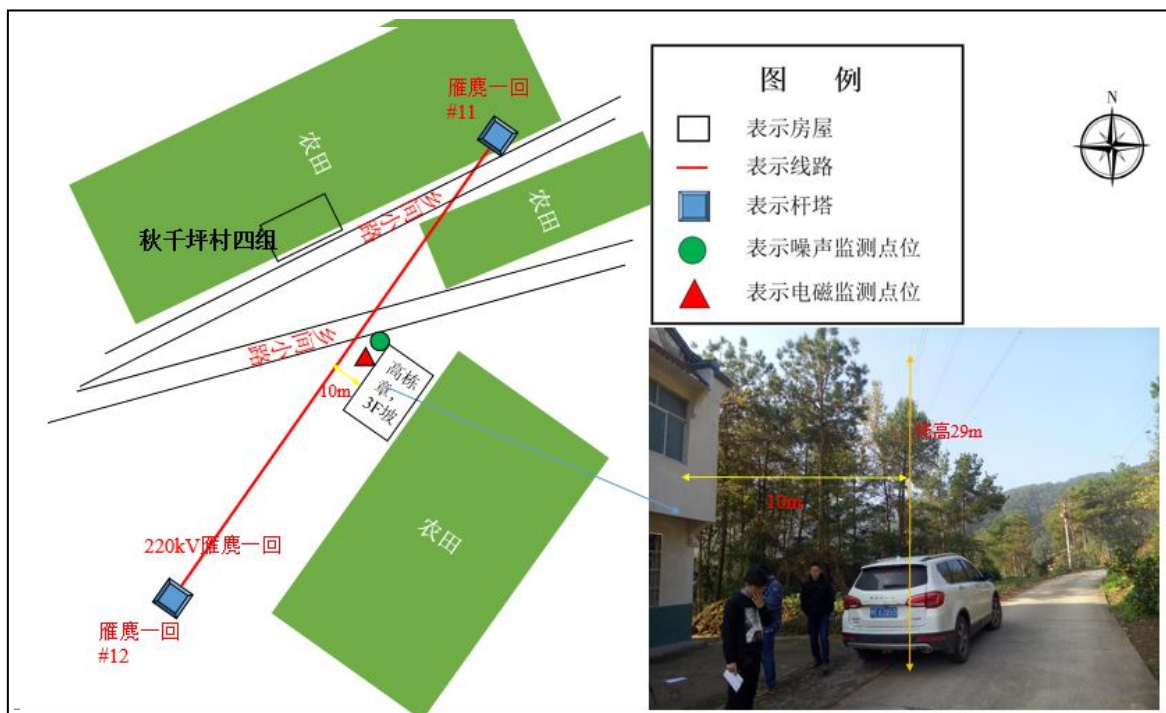 雁麂一回
#11
农田
农田
乡间小路
秋千坪村四组
乡间小路
10m
高栋
章，
3F坡
220kV雁麂一回
农田
雁麂一回
#12
图 例
表示房屋
表示线路
表示杆塔
表示噪声监测点位
表示电磁监测点位
N
线高29m
10m